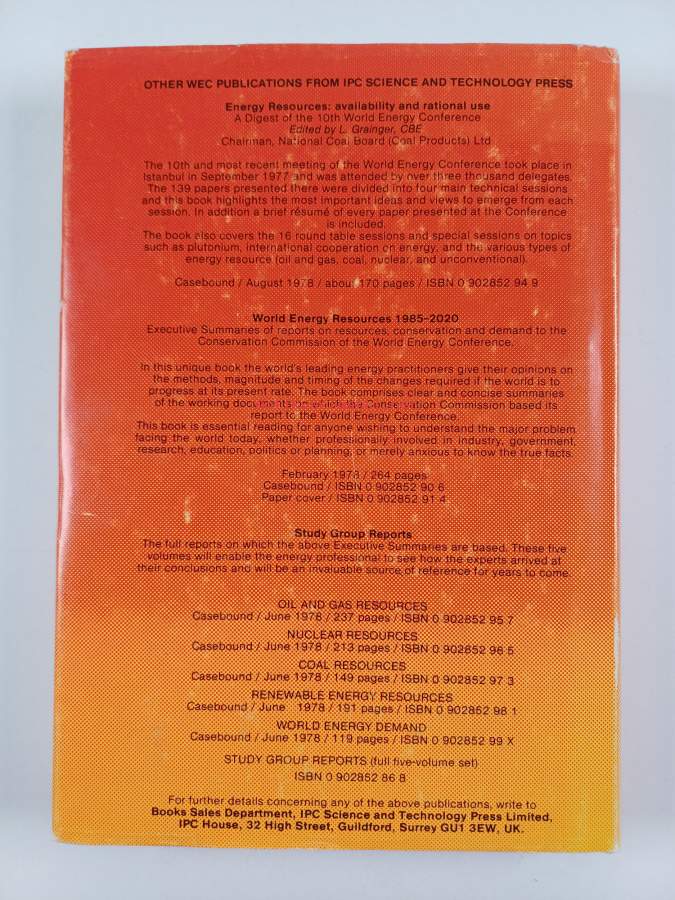 OTHER WEC PUBLICATIONS FROM IPC SCIENCE AND TECHNOLOGY PRESS
Energy Resources: availability and rational use
A Digest of the 10th World Energy Conference
Edited by L. Grainger, CBE
Chairman, National Coal Board (Coal Products) Ltd
The 10th and most recent meeting of the World Energy Conference took place in
Istanbul in September 1977 and was attended by over three thousand delegates.
The 139 papers presented there were divided into four main technical sessions
and this book highlights the most important ideas and views to emerge from each
session. In addition a brief résumé of every paper presented at the Conference
is included.
The book also covers the 16 round table sessions and special sessions on topics
such as plutonium, international cooperation on energy, and the various types of
energy resource (oil and gas, coal, nuclear, and unconventional).
Casebound / August 1978 / about 170 pages / ISBN 0 902852 94 9
World Energy Resources 1985–2020
Executive Summaries of reports on resources, conservation and demand to the
Conservation Commission of the World Energy Conference.
In this unique book the world's leading energy practitioners give their opinions on
the methods, magnitude and timing of the changes required if the world is to
progress at its present rate. The book comprises clear and concise summaries
of the working documents on which the Conservation Commission based its
report to the World Energy Conference.
This book is essential reading for anyone wishing to understand the major problem
facing the world today, whether professionally involved in industry, government,
research, education, politics or planning, or merely anxious to know the true facts.
February 1978 / 264 pages
Casebound / ISBN 0 902852 90 6
Paper cover / ISBN 0 902852 91 4
Study Group Reports
The full reports on which the above Executive Summaries are based. These five
volumes will enable the energy professional to see how the experts arrived at
their conclusions and will be an invaluable source of reference for years to come.
OIL AND GAS RESOURCES
Casebound / June 1978 / 237 pages / ISBN 0 902852 95 7
NUCLEAR RESOURCES
Casebound / June 1978 / 213 pages / ISBN 0 902852 96 5
COAL RESOURCES
Casebound / June 1978 / 149 pages / ISBN 0 902852 97 3
RENEWABLE ENERGY RESOURCES
Casebound / June 1978 / 191 pages / ISBN 0 902852 98 1
WORLD ENERGY DEMAND
Casebound / June 1978 / 119 pages / ISBN 0 902852 99 X
STUDY GROUP REPORTS (full five-volume set)
ISBN 0 902852 86 8
For further details concerning any of the above publications, write to
Books Sales Department, IPC Science and Technology Press Limited,
IPC House, 32 High Street, Guildford, Surrey GU1 3EW, UK.